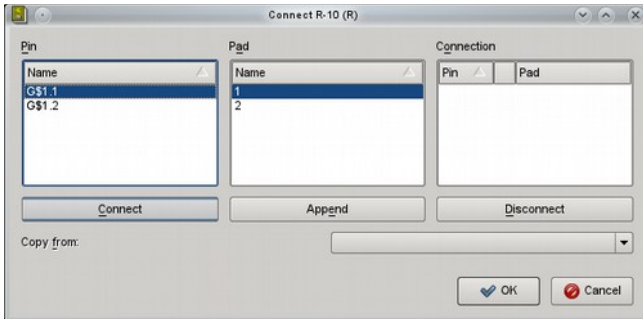 Connect R-10 (R)
Pin Pad Connection
Name Name Pin Pad
G$1.1 1
G$1.2 2
Connect Append Disconnect
Copy from:
OK Cancel